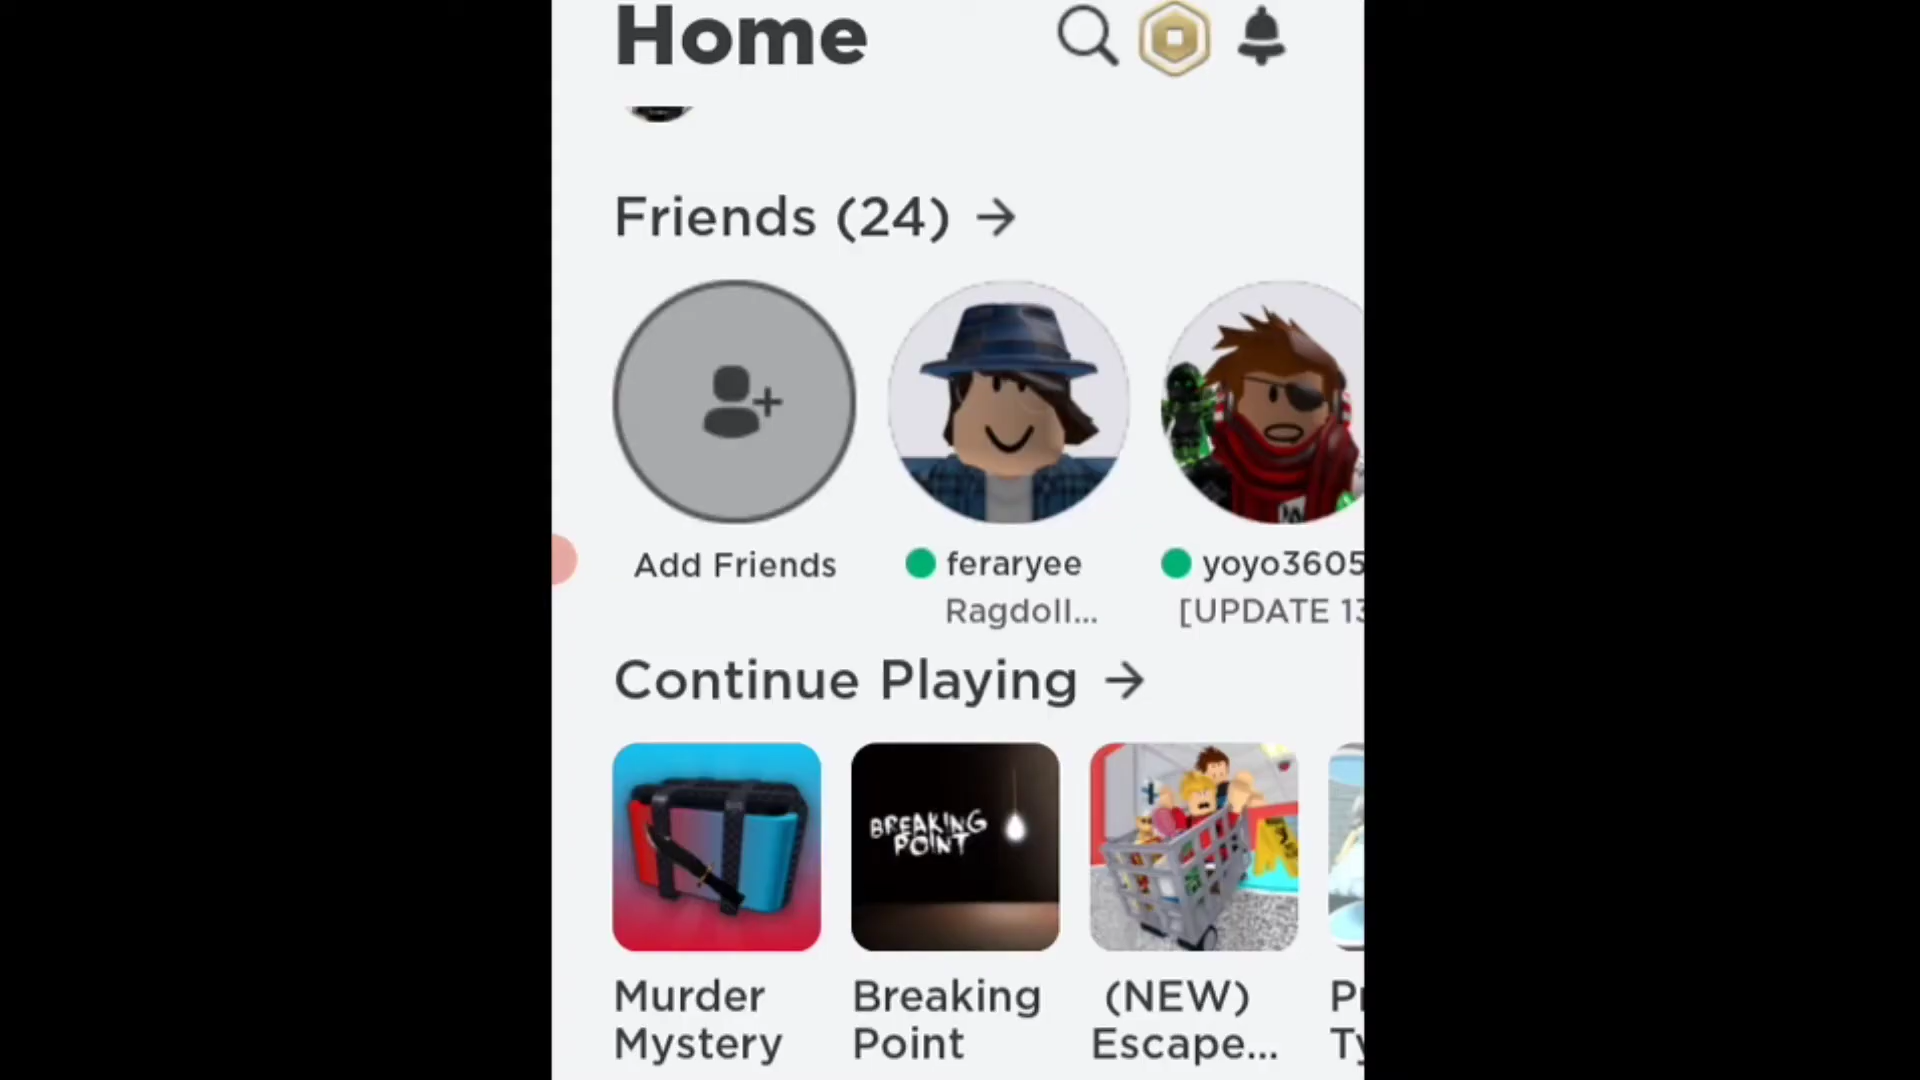 Home
Friends (24)
Add Friends
feraryee
yoyo3605
Ragdoll...
[UPDATE 13
Continue Playing
BREAKING
POINT
Murder
Mystery
Breaking
Point
(NEW)
Escape...